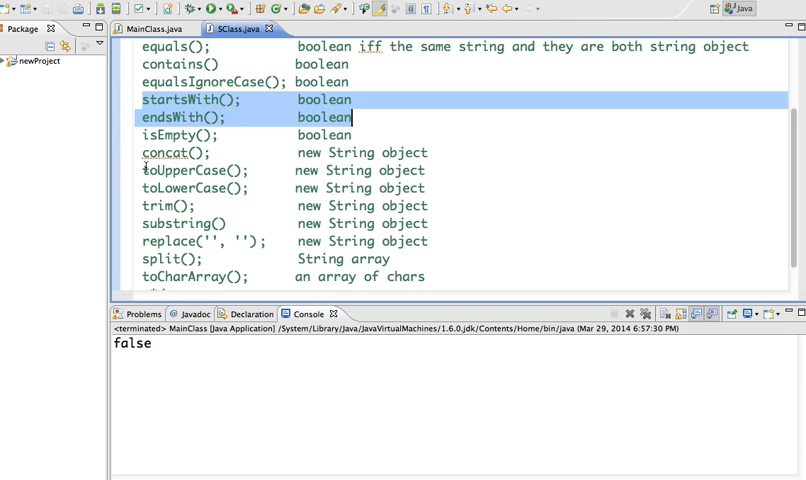 Java
Package
MainClass.java
SClass.java
newProject
equals(); boolean iff the same string and they are both string object
contains() boolean
equalsIgnoreCase(); boolean
startsWith(); boolean
endsWith(); boolean
isEmpty(); boolean
concat(); new String object
toUpperCase(); new String object
toLowerCase(); new String object
trim(); new String object
substring() new String object
replace('', ''); new String object
split(); String array
toCharArray(); an array of chars
*/
Problems @ Javadoc Declaration Console
<terminated> MainClass [Java Application] /System/Library/Java/JavaVirtualMachines/1.6.0.jdk/Contents/Home/bin/java (Mar 29, 2014 6:57:30 PM)
false